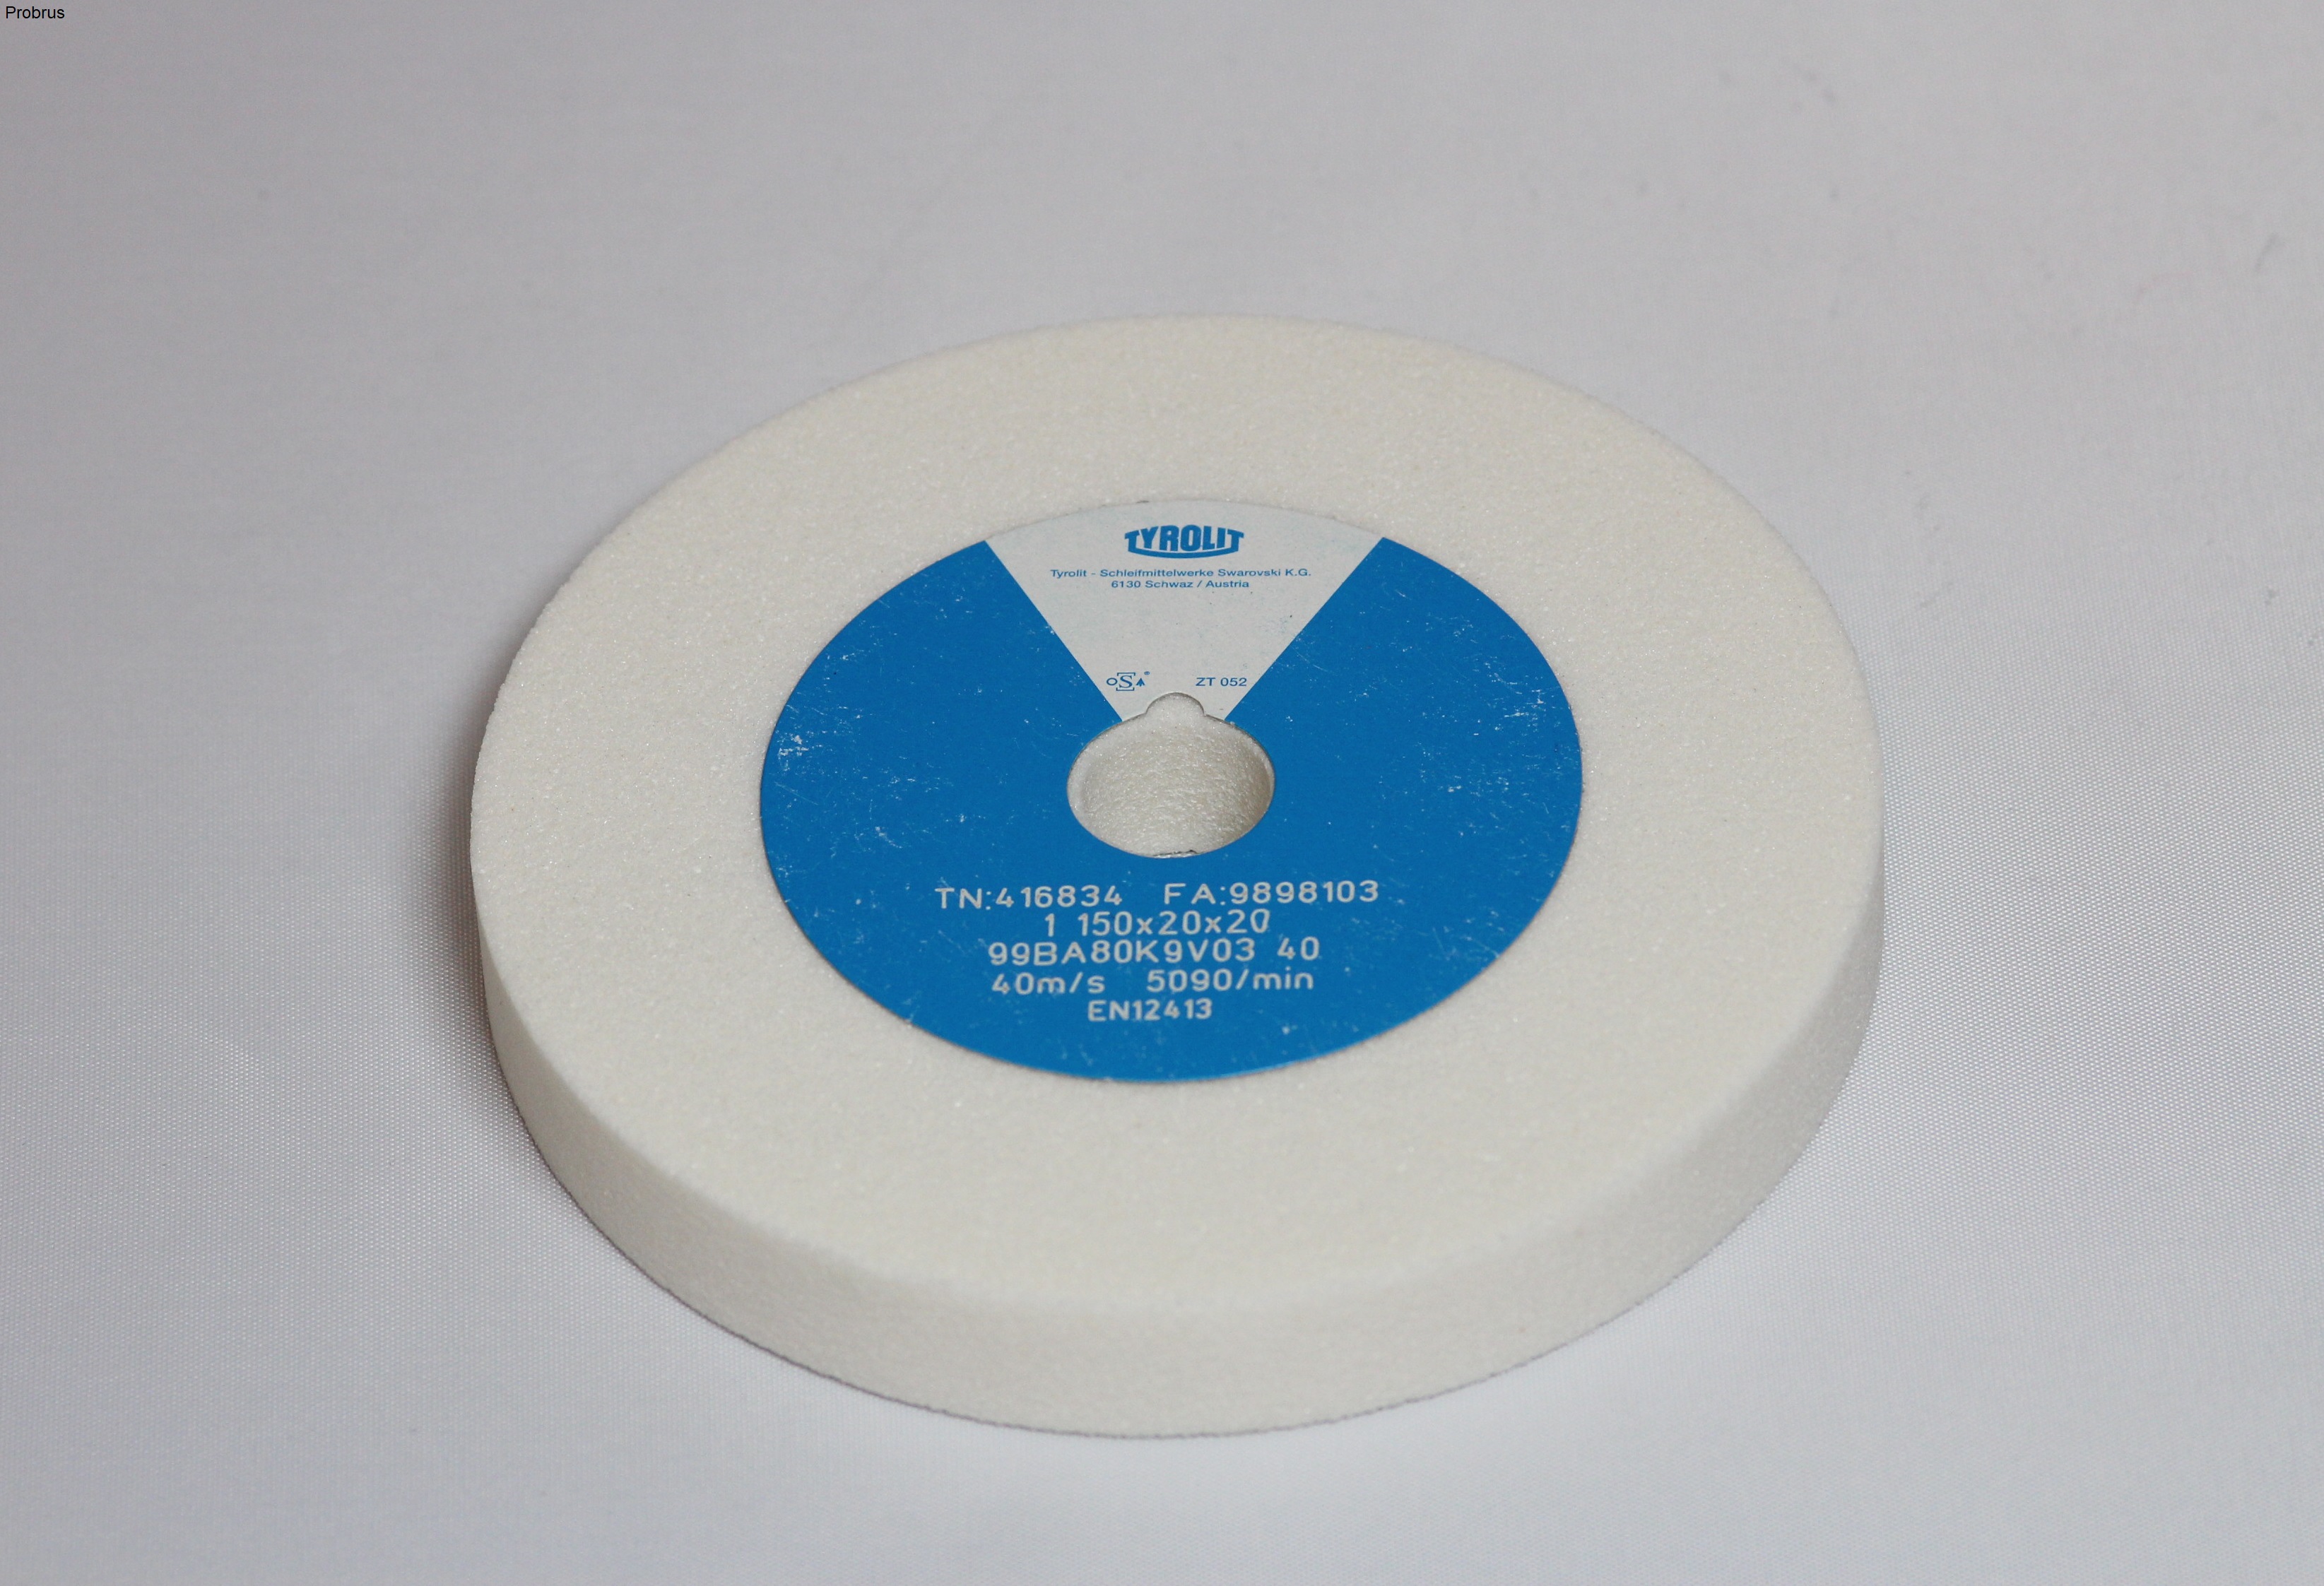 Probrus
TYROLIT
Tyrolit - Schleifmittelwerke Swarovski K.G.
6130 Schwaz / Austria
oSA® ZT 052
TN:416834 FA:9898103
1 150x20x20
99BA80K9V03 40
40m/s 5090/min
EN12413